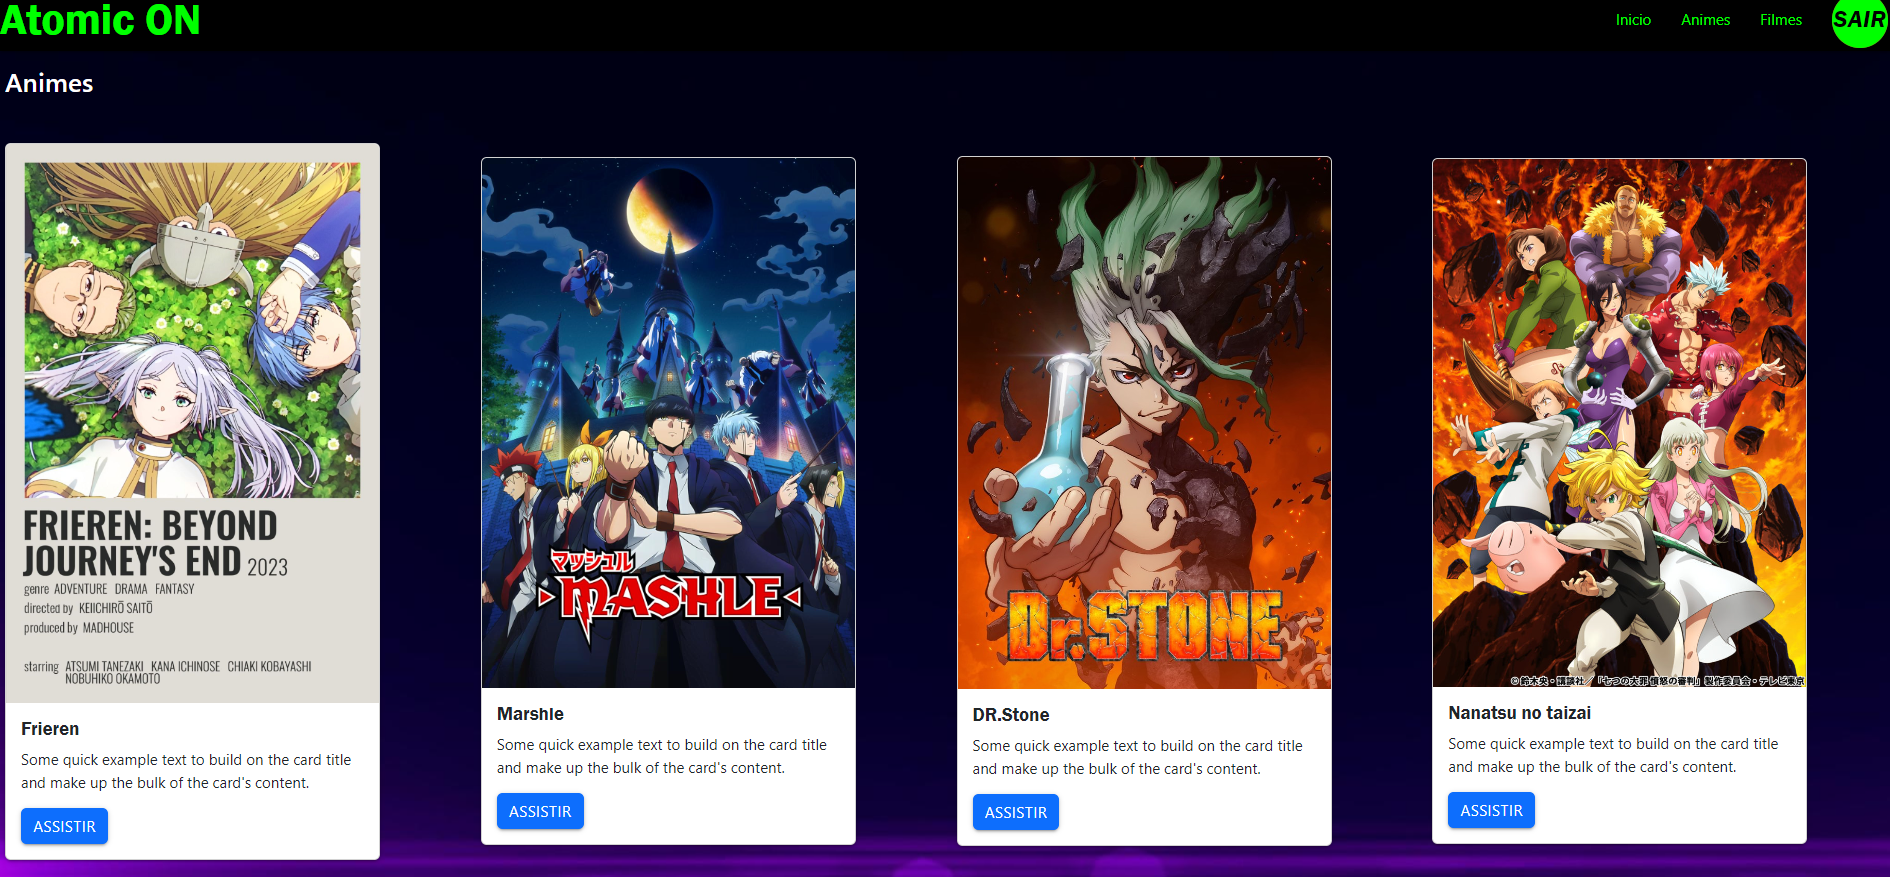 Atomic ON
Inicio Animes Filmes SAIR
Animes
FRIEREN: BEYOND
JOURNEY'S END 2023
genre ADVENTURE DRAMA FANTASY
directed by KEIICHIRŌ SAITŌ
produced by MADHOUSE
starring ATSUMI TANEZAKI KANA ICHINOSE CHIAKI KOBAYASHI
NOBUHIKO OKAMOTO
Frieren
Some quick example text to build on the card title
and make up the bulk of the card's content.
ASSISTIR
マッシュル
MASHLE
Marshle
Some quick example text to build on the card title
and make up the bulk of the card's content.
ASSISTIR
Dr.STONE
DR.Stone
Some quick example text to build on the card title
and make up the bulk of the card's content.
ASSISTIR
©鈴木央・講談社／「七つの大罪 憤怒の審判」製作委員会・テレビ東京
Nanatsu no taizai
Some quick example text to build on the card title
and make up the bulk of the card's content.
ASSISTIR